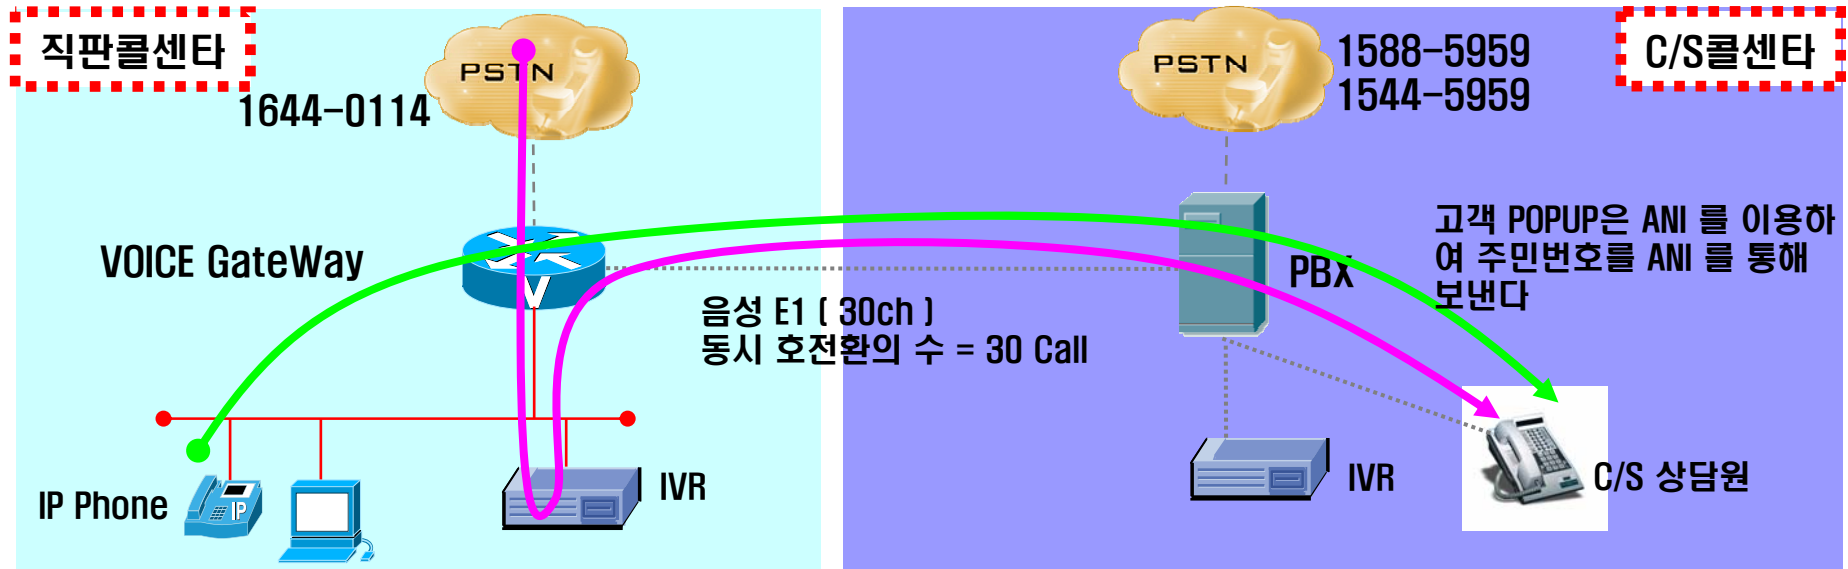 직판콜센타
PSTN
1644-0114
PSTN
1588-5959
1544-5959
C/S콜센타
VOICE GateWay
V
PBX
고객 POPUP은 ANI 를 이용하
여 주민번호를 ANI 를 통해
보낸다
음성 E1 ( 30ch )
동시 호전환의 수 = 30 Call
IP Phone
IP
IVR
IVR
C/S 상담원